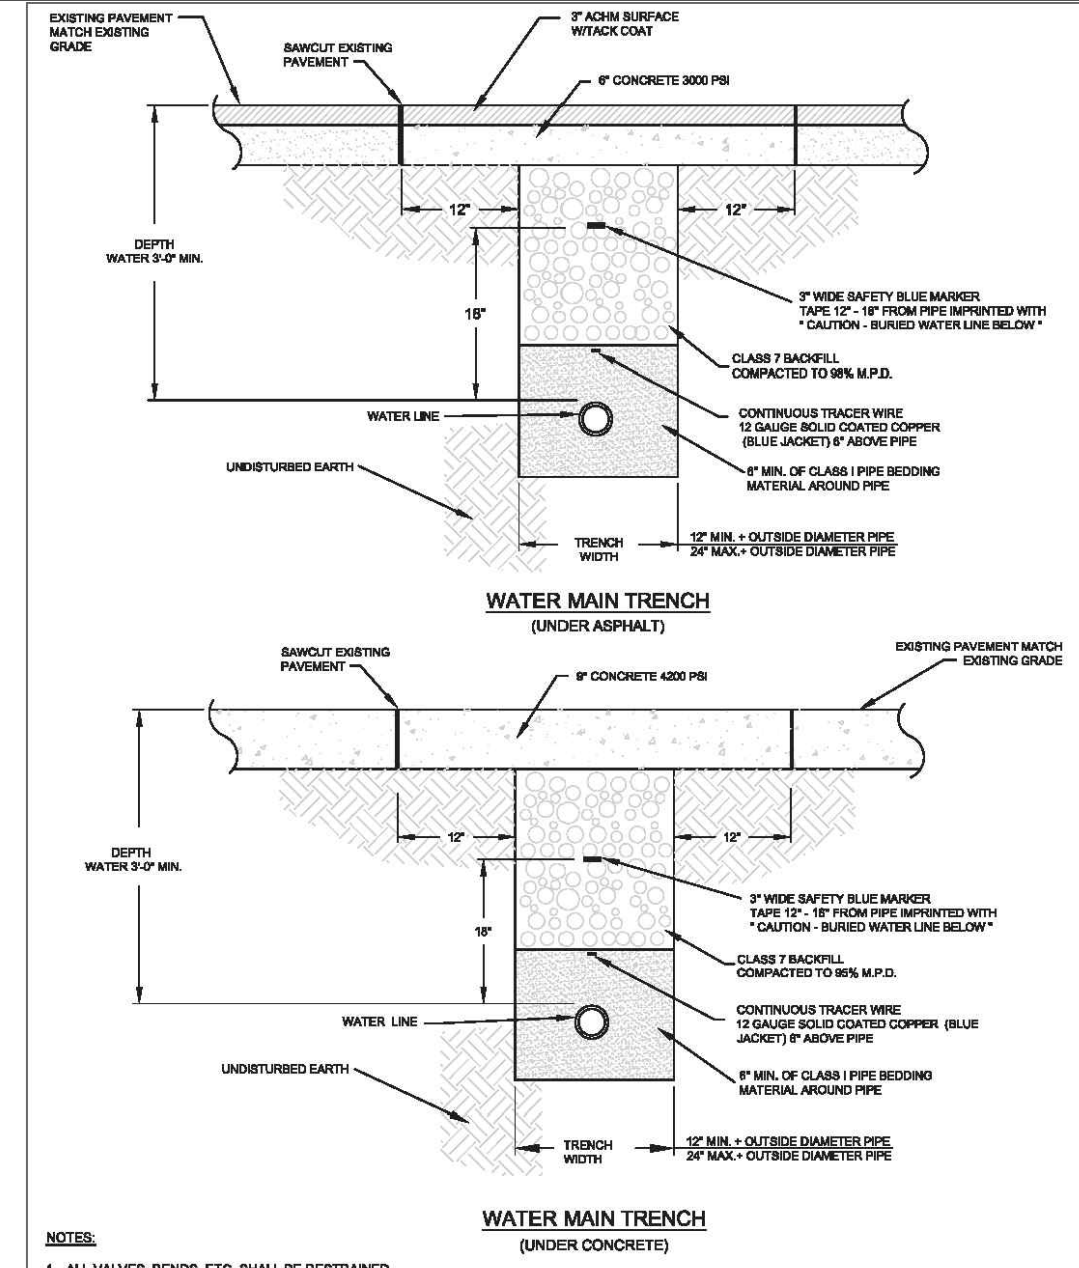 EXISTING PAVEMENT
MATCH EXISTING
GRADE
SAWCUT EXISTING
PAVEMENT
3" ACHM SURFACE
W/TACK COAT
6" CONCRETE 3000 PSI
12"
12"
DEPTH
WATER 3'-0" MIN.
18"
3" WIDE SAFETY BLUE MARKER
TAPE 12" - 18" FROM PIPE IMPRINTED WITH
" CAUTION - BURIED WATER LINE BELOW "
CLASS 7 BACKFILL
COMPACTED TO 98% M.P.D.
WATER LINE
CONTINUOUS TRACER WIRE
12 GAUGE SOLID COATED COPPER
(BLUE JACKET) 6" ABOVE PIPE
UNDISTURBED EARTH
6" MIN. OF CLASS I PIPE BEDDING
MATERIAL AROUND PIPE
TRENCH
WIDTH
12" MIN. + OUTSIDE DIAMETER PIPE
24" MAX.+ OUTSIDE DIAMETER PIPE
WATER MAIN TRENCH
(UNDER ASPHALT)
SAWCUT EXISTING
PAVEMENT
9" CONCRETE 4200 PSI
EXISTING PAVEMENT MATCH
EXISTING GRADE
12"
12"
DEPTH
WATER 3'-0" MIN.
18"
3" WIDE SAFETY BLUE MARKER
TAPE 12" - 18" FROM PIPE IMPRINTED WITH
" CAUTION - BURIED WATER LINE BELOW "
CLASS 7 BACKFILL
COMPACTED TO 95% M.P.D.
WATER LINE
CONTINUOUS TRACER WIRE
12 GAUGE SOLID COATED COPPER (BLUE
JACKET) 6" ABOVE PIPE
UNDISTURBED EARTH
6" MIN. OF CLASS I PIPE BEDDING
MATERIAL AROUND PIPE
TRENCH
WIDTH
12" MIN. + OUTSIDE DIAMETER PIPE
24" MAX.+ OUTSIDE DIAMETER PIPE
WATER MAIN TRENCH
(UNDER CONCRETE)
NOTES:
1. ALL VALVES, BENDS, ETC. SHALL BE RESTRAINED